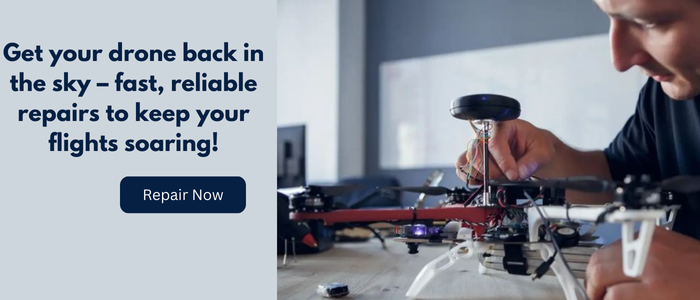 Get your drone back in
the sky – fast, reliable
repairs to keep your
flights soaring!
Repair Now